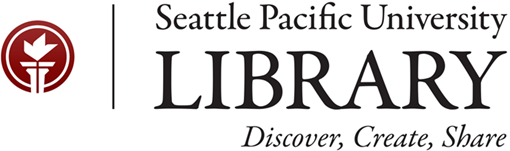 Seattle Pacific University
LIBRARY
Discover, Create, Share